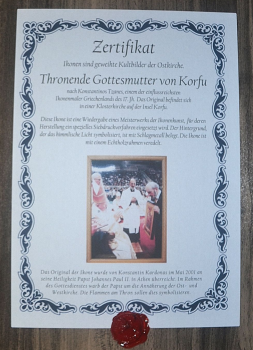 Zertifikat
Ikonen sind geweihte Kultbilder der Ostkirche.
Thronende Gottesmutter von Korfu
nach Konstantinos Tzanes, einem der einflussreichsten
Ikonenmaler Griechenlands des 17. Jh. Das Original befindet sich
in einer Klosterkirche auf der Insel Korfu.
Diese Ikone ist eine Wiedergabe eines Meisterwerks der Ikonenkunst, für deren
Herstellung ein spezielles Siebdruckverfahren eingesetzt wird. Der Hintergrund,
der das himmlische Licht symbolisiert, ist mit Schlagmetall belegt. Die Ikone ist
mit einem Echtholzrahmen veredelt.
Das Original der Ikone wurde von Konstantin Kordonis im Mai 2001 an
seine Heiligkeit Papst Johannes Paul II. in Athen überreicht. Im Rahmen
des Gottesdienstes nach der Papst um die Annäherung der Ost- und
Westkirche. Die Flammen am Thron sollen dies symbolisieren.